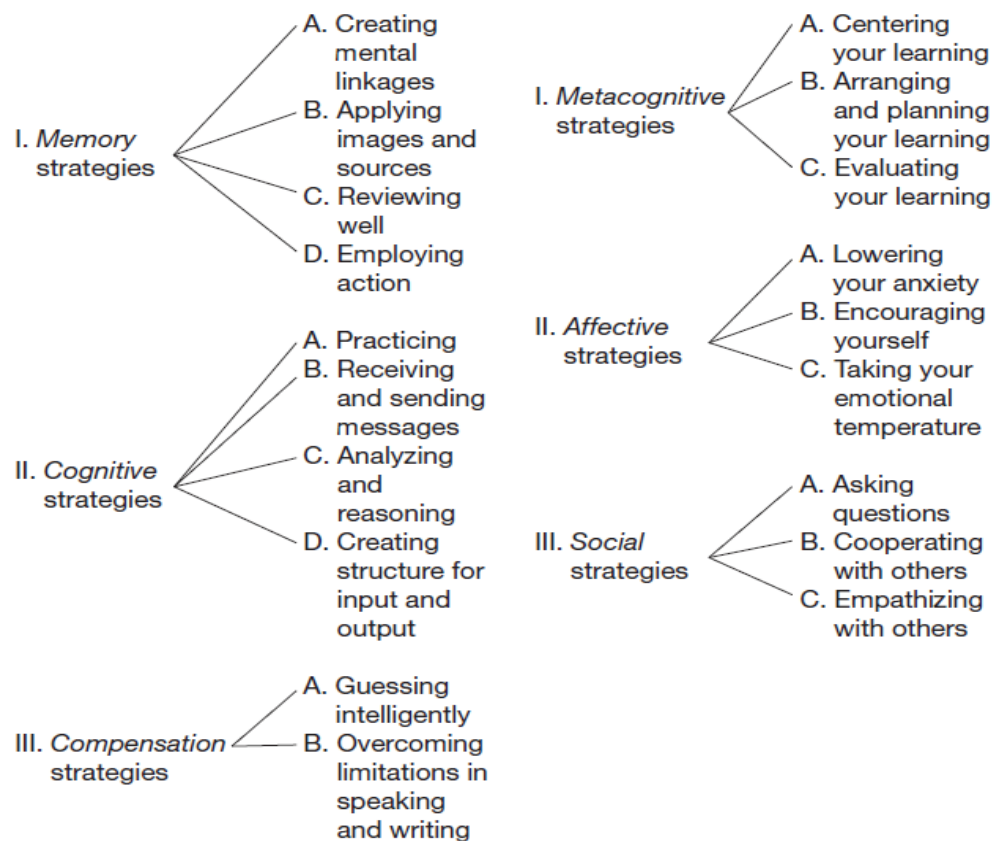 A. Creating
mental
linkages
B. Applying
images and
sources
I. Memory
strategies
C. Reviewing
well
D. Employing
action
A. Practicing
B. Receiving
and sending
messages
II. Cognitive
strategies
C. Analyzing
and
reasoning
D. Creating
structure for
input and
output
A. Guessing
intelligently
III. Compensation
strategies
B. Overcoming
limitations in
speaking
and writing
A. Centering
your learning
I. Metacognitive
strategies
B. Arranging
and planning
your learning
C. Evaluating
your learning
A. Lowering
your anxiety
II. Affective
strategies
B. Encouraging
yourself
C. Taking your
emotional
temperature
A. Asking
questions
III. Social
strategies
B. Cooperating
with others
C. Empathizing
with others